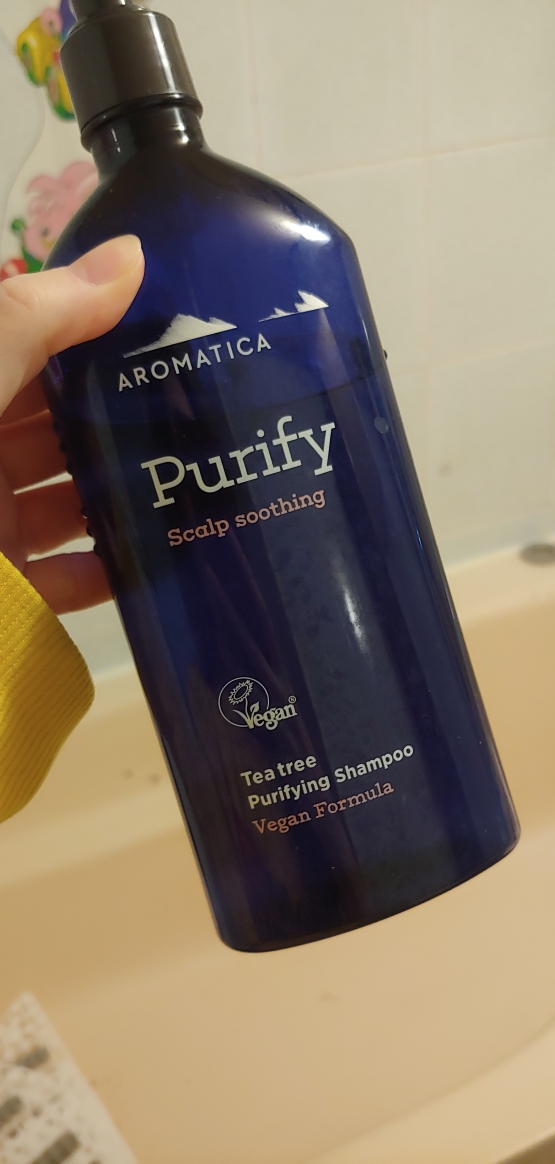 AROMATICA
Purify
Scalp soothing
Vegan®
Tea tree
Purifying Shampoo
Vegan Formula